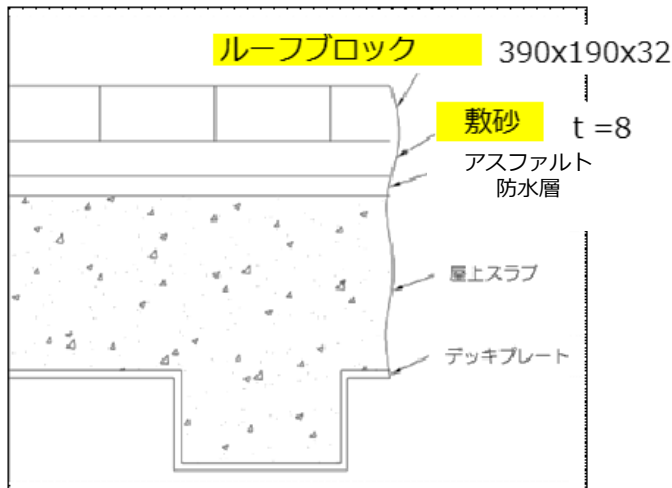 ルーフブロック 390x190x32
敷砂 t =8
アスファルト
防水層
屋上スラブ
デッキプレート